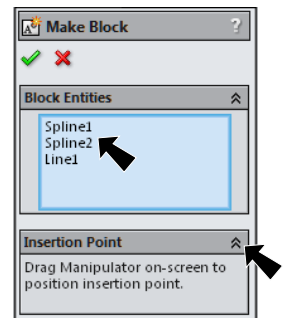 A Make Block ?
Block Entities
Spline1
Spline2
Line1
Insertion Point
Drag Manipulator on-screen to
position insertion point.